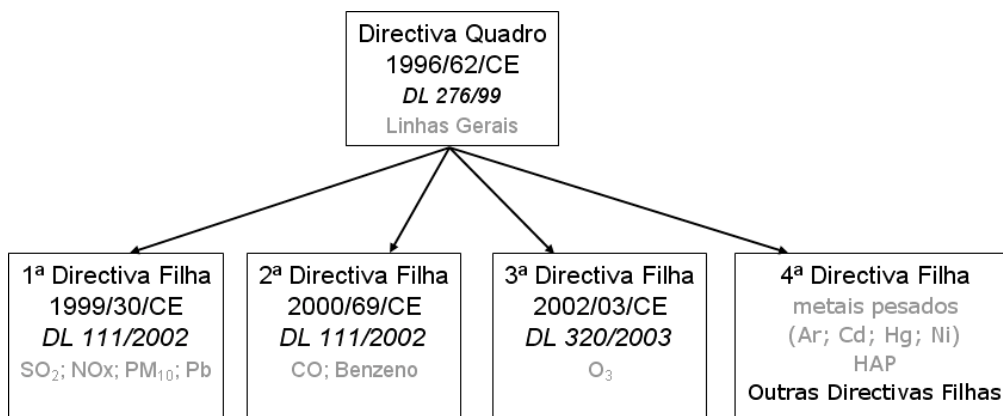 Directiva Quadro
1996/62/CE
DL 276/99
Linhas Gerais
1ª Directiva Filha
1999/30/CE
DL 111/2002
SO₂; NOx; PM₁₀; Pb
2ª Directiva Filha
2000/69/CE
DL 111/2002
CO; Benzeno
3ª Directiva Filha
2002/03/CE
DL 320/2003
O₃
4ª Directiva Filha
metais pesados
(Ar; Cd; Hg; Ni)
HAP
Outras Directivas Filhas